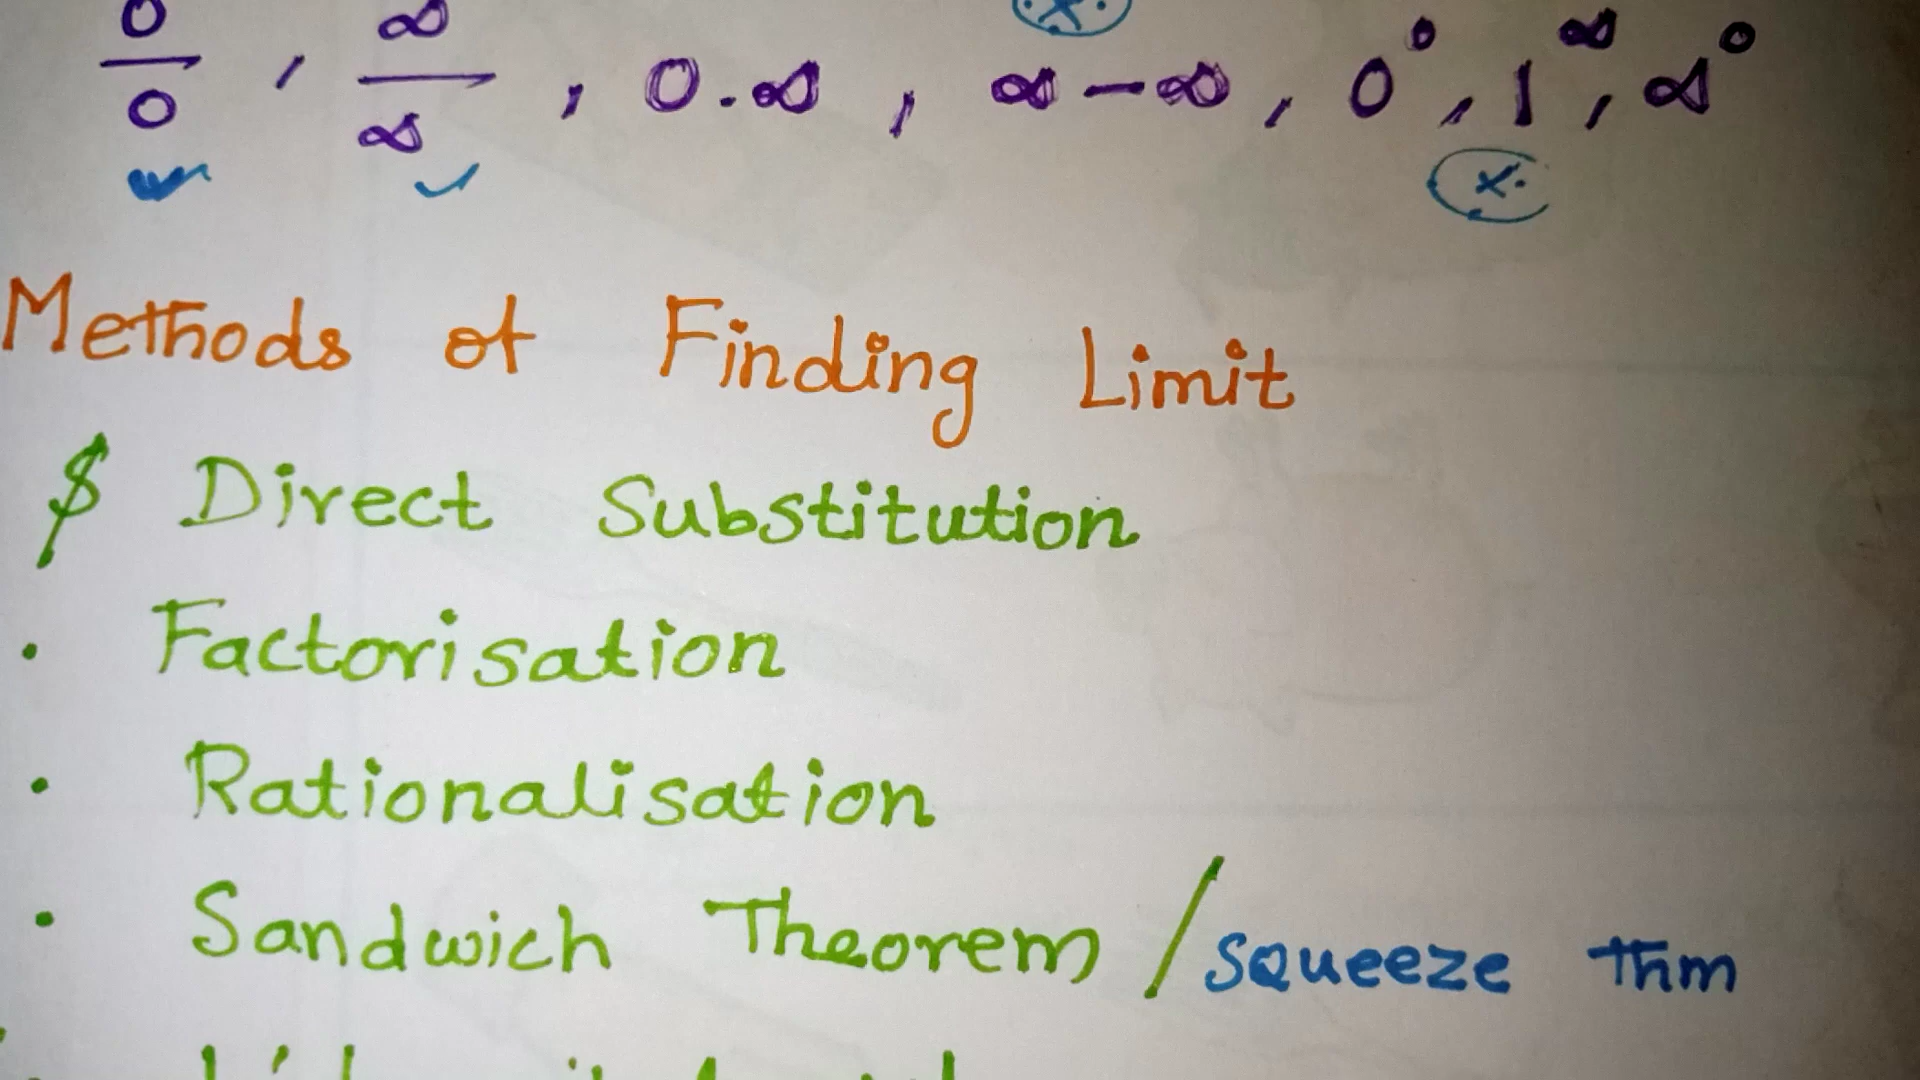 0/0 , ∞/∞ , 0.∞ , ∞-∞ , 0⁰ , 1^∞ , ∞⁰
Methods of Finding Limit
$ Direct Substitution
. Factorisation
. Rationalisation
. Sandwich Theorem / squeeze thm